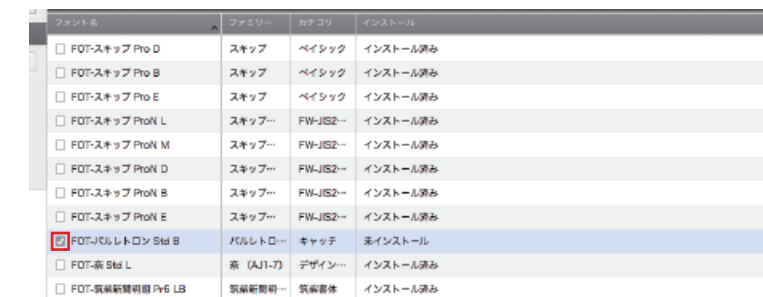 フォント名 ファミリー カテゴリ インストール
FOT-スキップ Pro D スキップ ベイシック インストール済み
FOT-スキップ Pro B スキップ ベイシック インストール済み
FOT-スキップ Pro E スキップ ベイシック インストール済み
FOT-スキップ ProN L スキップ… FW-JIS2… インストール済み
FOT-スキップ ProN M スキップ… FW-JIS2… インストール済み
FOT-スキップ ProN D スキップ… FW-JIS2… インストール済み
FOT-スキップ ProN B スキップ… FW-JIS2… インストール済み
FOT-スキップ ProN E スキップ… FW-JIS2… インストール済み
FOT-パルレトロン Std B パルレトロ… キャッチ 未インストール
FOT-萘 Std L 萘 (AJ1-7) デザイン… インストール済み
FOT-筑紫新聞明朝 Pr6 LB 筑紫新聞明… 筑紫書体 インストール済み